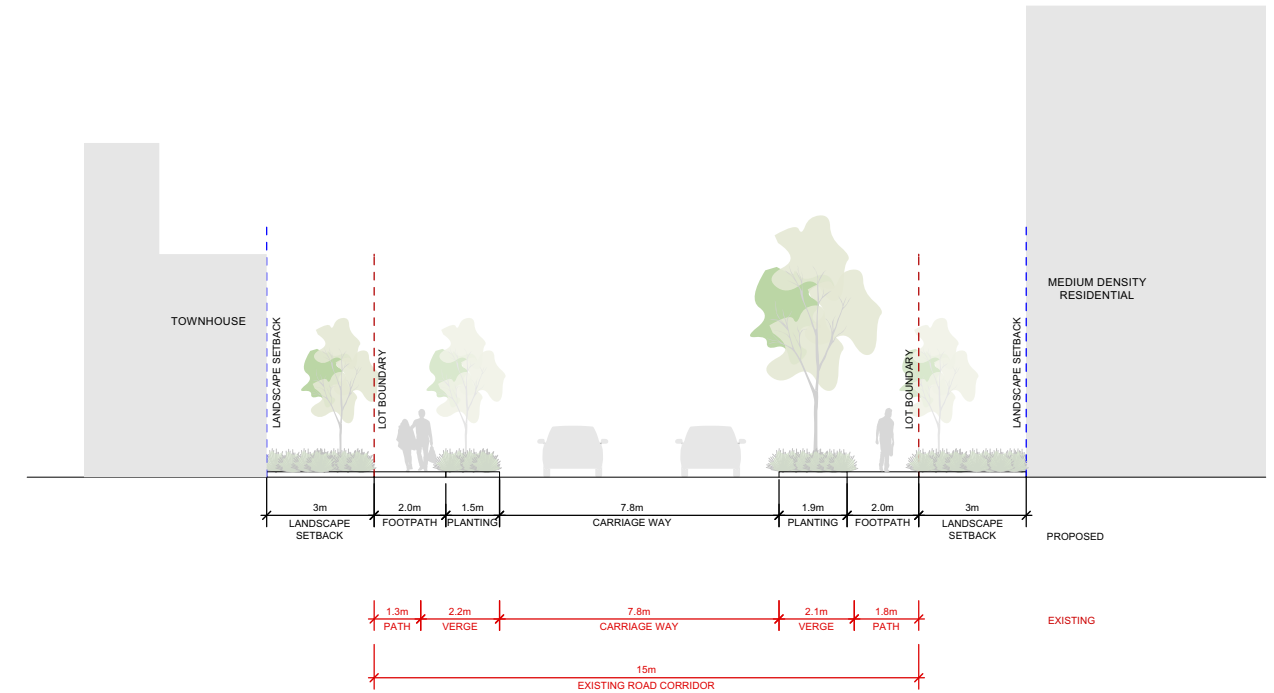 MEDIUM DENSITY
RESIDENTIAL
TOWNHOUSE
LANDSCAPE SETBACK
LOT BOUNDARY
LOT BOUNDARY
LANDSCAPE SETBACK
3m 2.0m 1.5m 7.8m 1.9m 2.0m 3m
LANDSCAPE FOOTPATH PLANTING CARRIAGE WAY PLANTING FOOTPATH LANDSCAPE
SETBACK SETBACK PROPOSED
1.3m 2.2m 7.8m 2.1m 1.8m
PATH VERGE CARRIAGE WAY VERGE PATH EXISTING
15m
EXISTING ROAD CORRIDOR